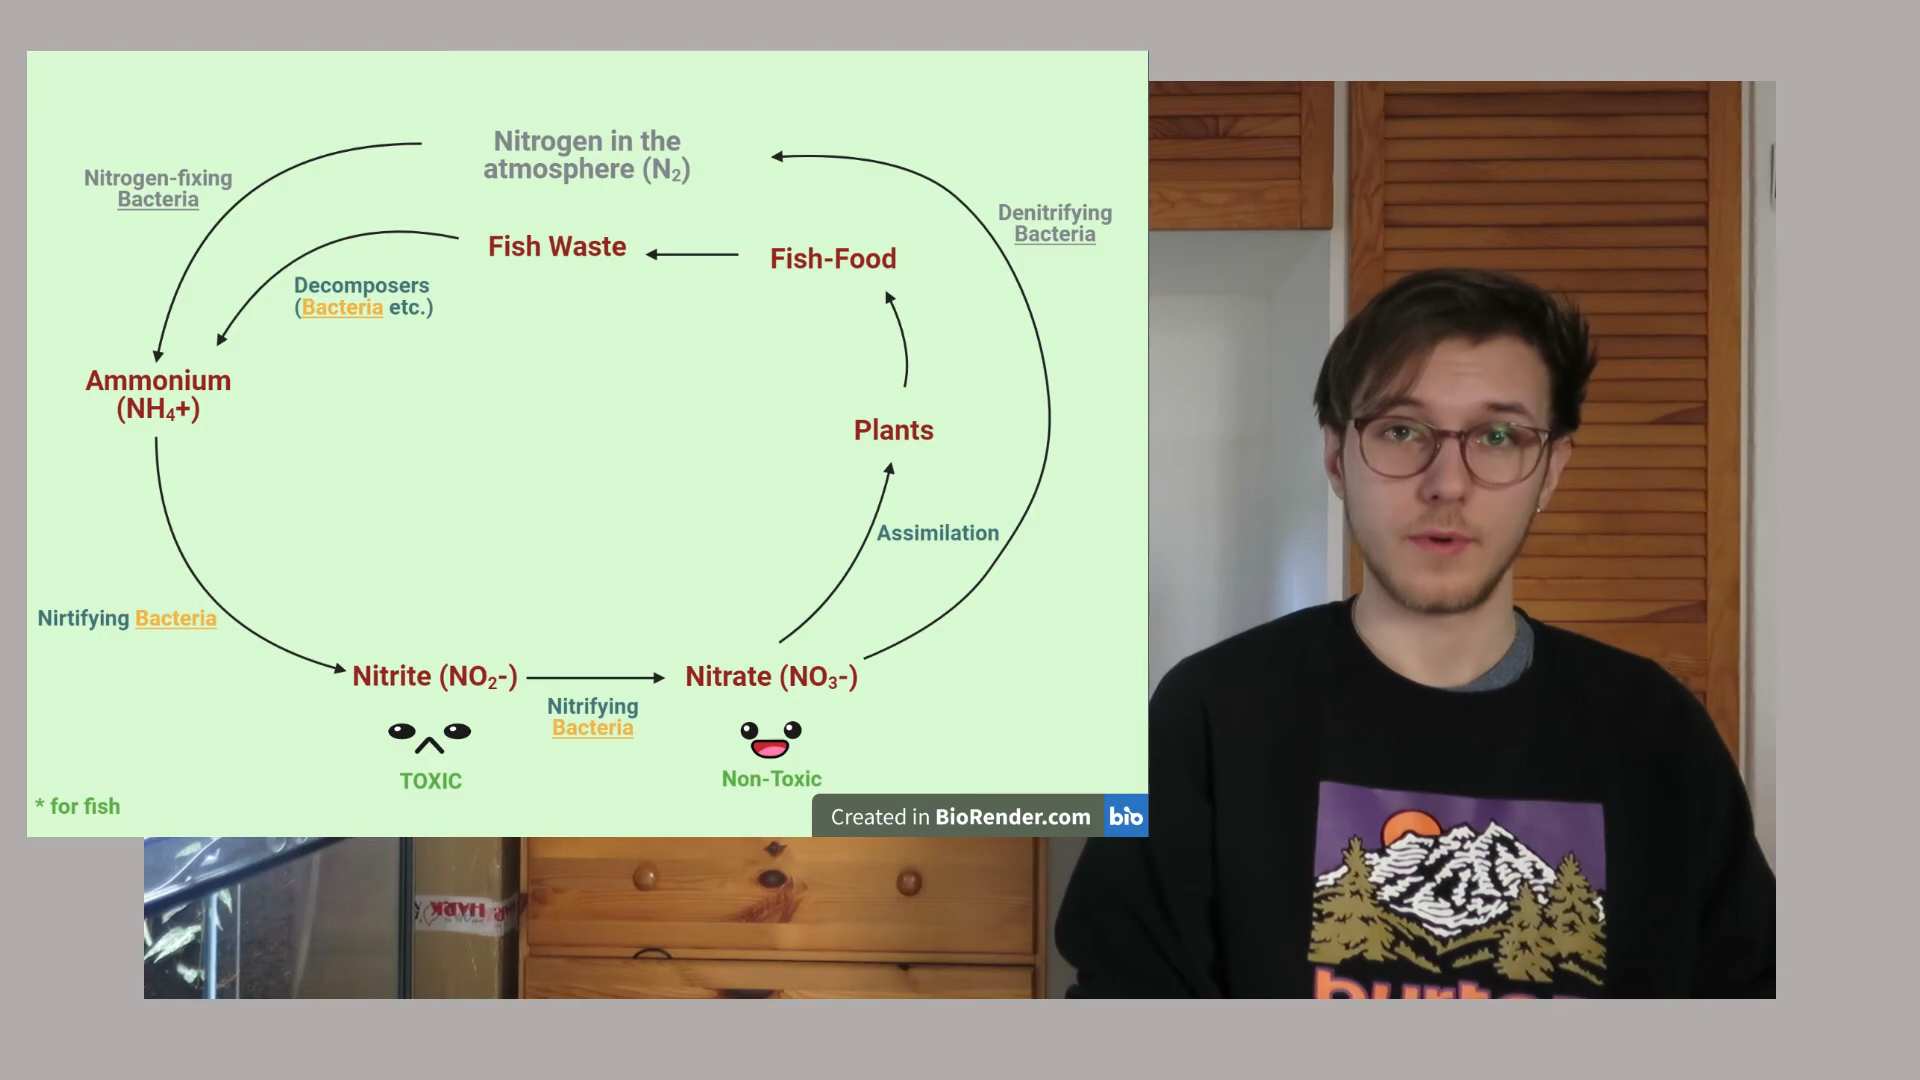 Nitrogen in the
atmosphere (N₂)
Nitrogen-fixing
Bacteria
Denitrifying
Bacteria
Fish Waste
Fish-Food
Decomposers
(Bacteria etc.)
Ammonium
(NH₄+)
Plants
Assimilation
Nirtifying Bacteria
Nitrite (NO₂-)
Nitrate (NO₃-)
Nitrifying
Bacteria
TOXIC
Non-Toxic
* for fish
Created in BioRender.com
bio